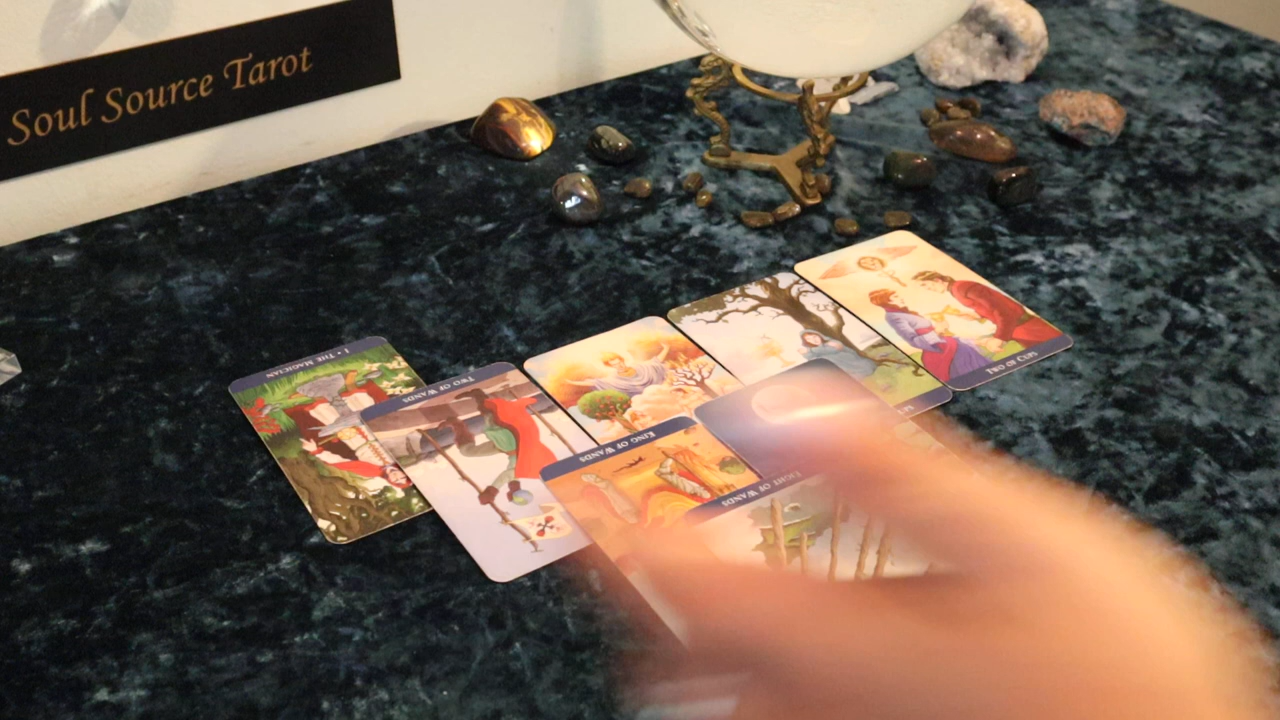 Soul Source Tarot
I • THE MAGICIAN
TWO OF WANDS
KING OF WANDS
EIGHT OF WANDS
TWO OF CUPS